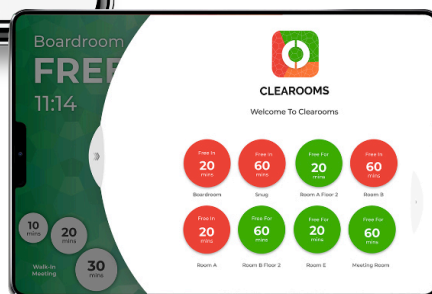 Boardroom
FREE
11:14
10
mins
20
mins
30
mins
Walk-in
Meeting
CLEAROOMS
Welcome To Clearooms
Free In
20
mins
Boardroom
Free In
60
mins
Snug
Free For
20
mins
Room A Floor 2
Free In
60
mins
Room B
Free In
20
mins
Room A
Free For
60
mins
Room B Floor 2
Free For
20
mins
Room E
Free For
60
mins
Meeting Room